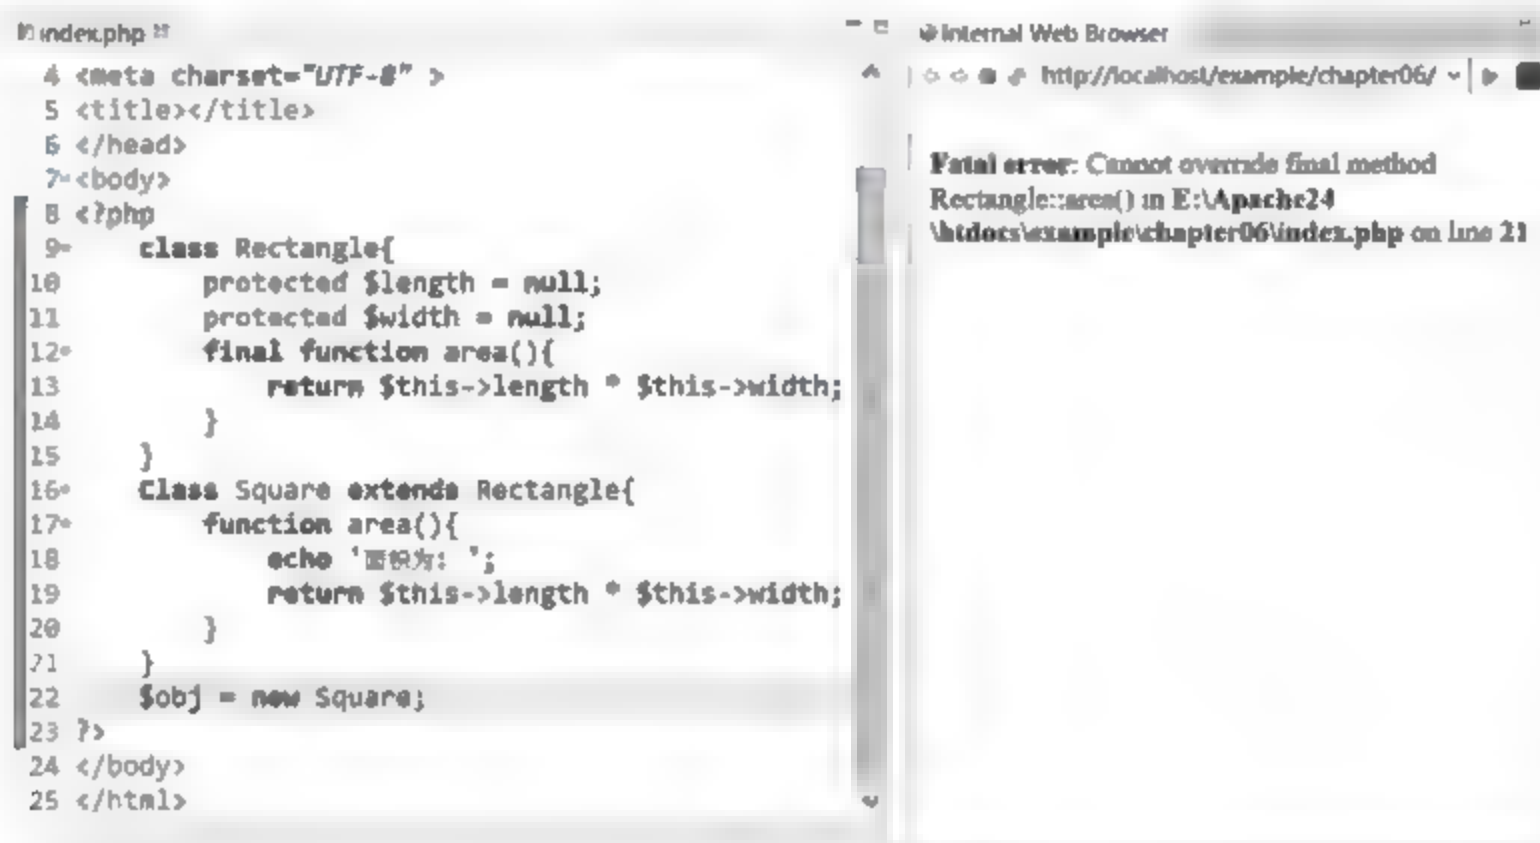 index.php
4 <meta charset="UTF-8" >
5 <title></title>
6 </head>
7 <body>
8 <?php
9 class Rectangle{
10 protected $length = null;
11 protected $width = null;
12 final function area(){
13 return $this->length * $this->width;
14 }
15 }
16 Class Square extends Rectangle{
17 function area(){
18 echo '面积为：';
19 return $this->length * $this->width;
20 }
21 }
22 $obj = new Square;
23 ?>
24 </body>
25 </html>
Internal Web Browser
http://localhost/example/chapter06/
Fatal error: Cannot override final method
Rectangle::area() in E:\Apache24
\htdocs\example\chapter06\index.php on line 21